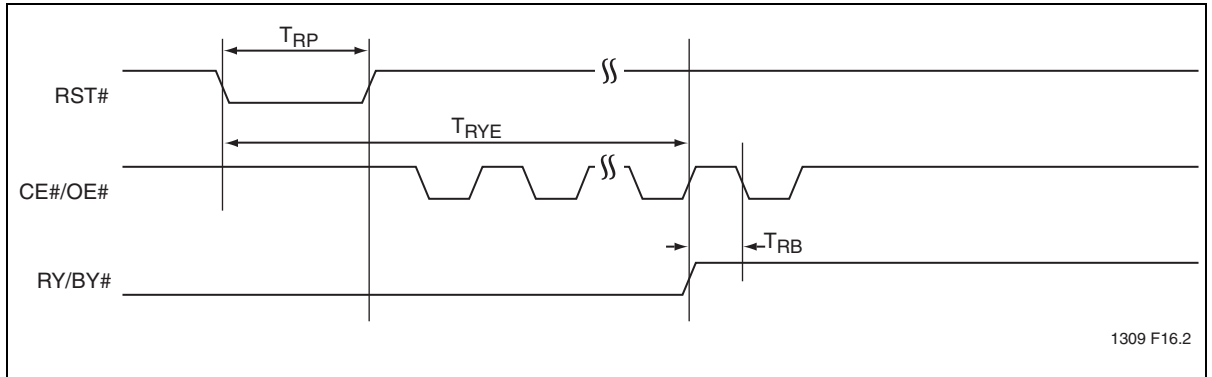 TRP
RST#
TRYE
CE#/OE#
TRB
RY/BY#
1309 F16.2